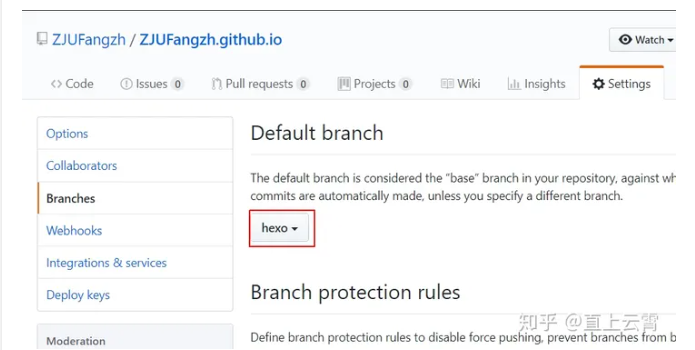 ZJUFangzh / ZJUFangzh.github.io
Watch
Code
Issues 0
Pull requests 0
Projects 0
Wiki
Insights
Settings
Options
Collaborators
Branches
Webhooks
Integrations & services
Deploy keys
Moderation
Default branch
The default branch is considered the “base” branch in your repository, against
commits are automatically made, unless you specify a different branch.
hexo
Branch protection rules
Define branch protection rules to disable force pushing, prevent branches from
知乎 @直上云霄